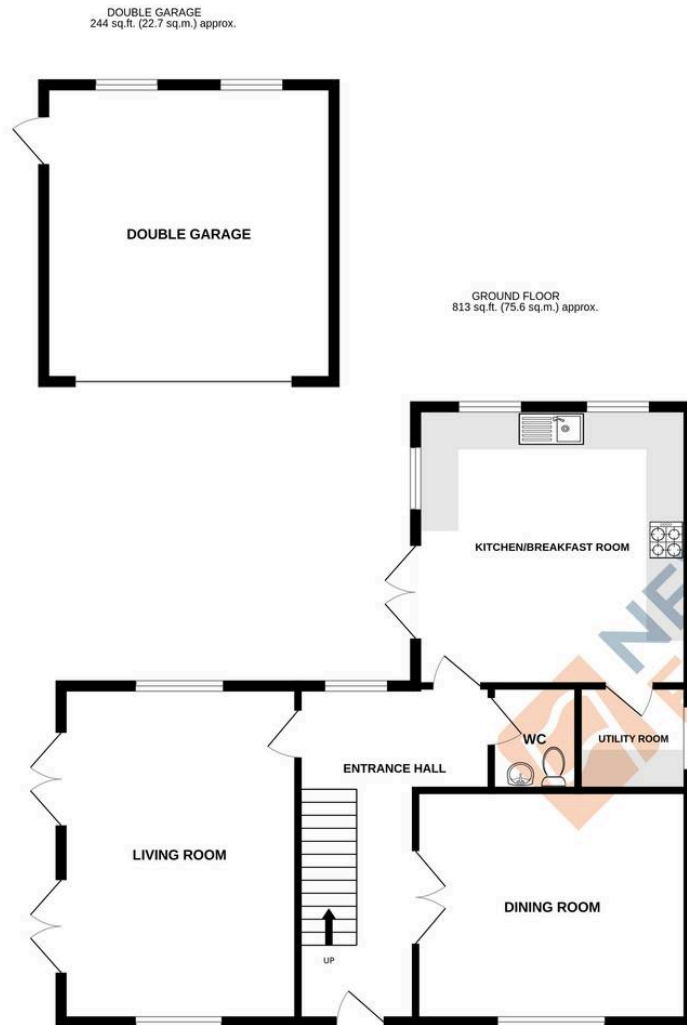 DOUBLE GARAGE
244 sq.ft. (22.7 sq.m.) approx.
DOUBLE GARAGE
GROUND FLOOR
813 sq.ft. (75.6 sq.m.) approx.
KITCHEN/BREAKFAST ROOM
WC
UTILITY ROOM
ENTRANCE HALL
LIVING ROOM
DINING ROOM
UP